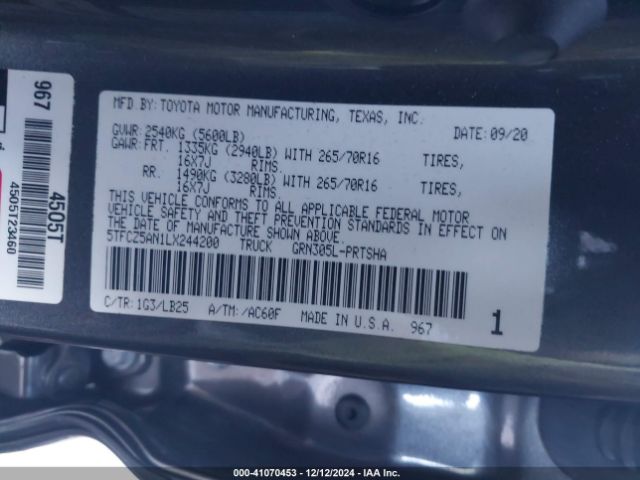 MFD BY: TOYOTA MOTOR MANUFACTURING, TEXAS, INC.
DATE: 09/20
GVWR: 2540KG (5600LB)
GAWR: FRT. 1335KG (2940LB) WITH 265/70R16 TIRES,
16X7J RIMS.
RR. 1490KG (3280LB) WITH 265/70R16 TIRES,
16X7J RIMS.
THIS VEHICLE CONFORMS TO ALL APPLICABLE FEDERAL MOTOR
VEHICLE SAFETY AND THEFT PREVENTION STANDARDS IN EFFECT ON
THE DATE OF MANUFACTURE SHOWN ABOVE.
5TFCZ5AN1LX244200 TRUCK GRN305L-PRTSHA
C/TR: 1G3/LB25 A/TM: /AC60F MADE IN U.S.A. 967 1
967
4505T
4505T23460
000-41070453 - 12/12/2024 - IAA Inc.